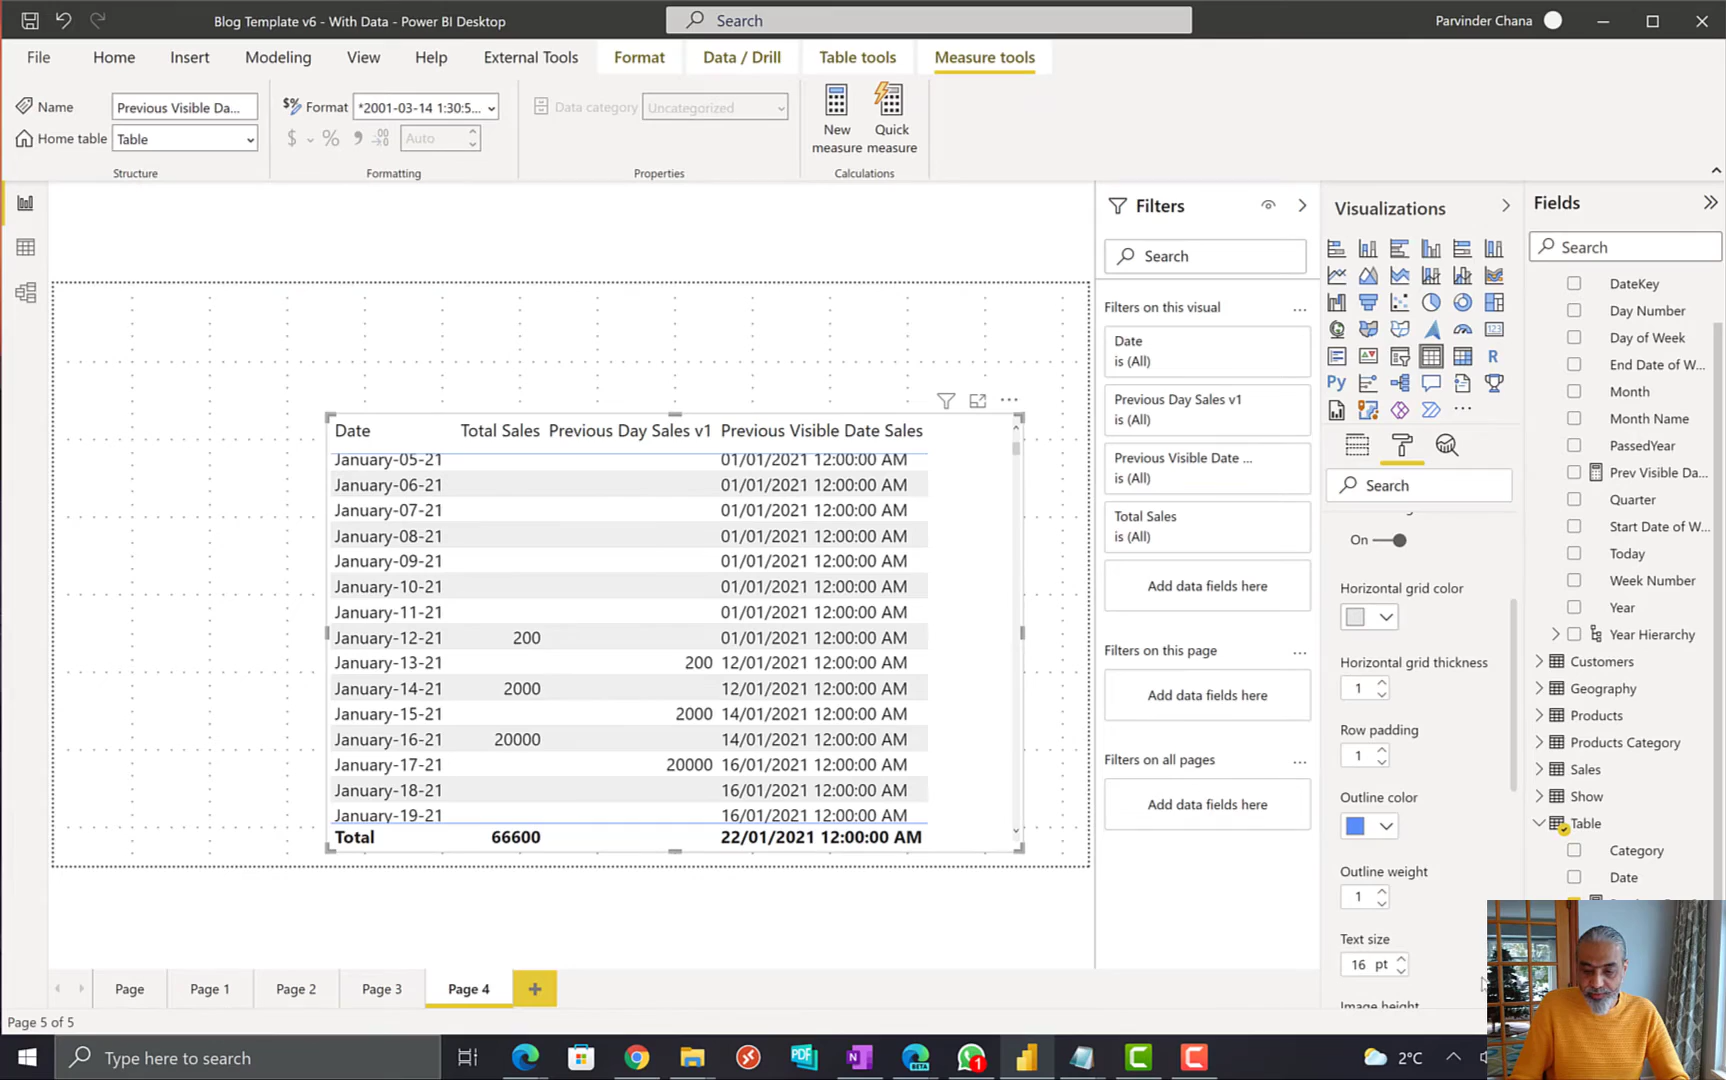 Blog Template v6 - With Data - Power BI Desktop
Search
Parvinder Chana
File
Home
Insert
Modeling
View
Help
External Tools
Format
Data / Drill
Table tools
Measure tools
Name
Previous Visible Da...
Format
*2001-03-14 1:30:5...
Data category
Uncategorized
Home table
Table
$
%
Auto
New measure
Quick measure
Structure
Formatting
Properties
Calculations
Date Total Sales Previous Day Sales v1 Previous Visible Date Sales
January-05-21 01/01/2021 12:00:00 AM
January-06-21 01/01/2021 12:00:00 AM
January-07-21 01/01/2021 12:00:00 AM
January-08-21 01/01/2021 12:00:00 AM
January-09-21 01/01/2021 12:00:00 AM
January-10-21 01/01/2021 12:00:00 AM
January-11-21 01/01/2021 12:00:00 AM
January-12-21 200 01/01/2021 12:00:00 AM
January-13-21 200 12/01/2021 12:00:00 AM
January-14-21 2000 12/01/2021 12:00:00 AM
January-15-21 2000 14/01/2021 12:00:00 AM
January-16-21 20000 14/01/2021 12:00:00 AM
January-17-21 20000 16/01/2021 12:00:00 AM
January-18-21 16/01/2021 12:00:00 AM
January-19-21 16/01/2021 12:00:00 AM
Total 66600 22/01/2021 12:00:00 AM
Filters
Search
Filters on this visual
Date
is (All)
Previous Day Sales v1
is (All)
Previous Visible Date ...
is (All)
Total Sales
is (All)
Add data fields here
Filters on this page
Add data fields here
Filters on all pages
Add data fields here
Visualizations
R
Py
Search
On
Horizontal grid color
Horizontal grid thickness
1
Row padding
1
Outline color
Outline weight
1
Text size
16 pt
Image height
Fields
Search
DateKey
Day Number
Day of Week
End Date of W...
Month
Month Name
PassedYear
Prev Visible Da...
Quarter
Start Date of W...
Today
Week Number
Year
Year Hierarchy
Customers
Geography
Products
Products Category
Sales
Show
Table
Category
Date
Page
Page 1
Page 2
Page 3
Page 4
Page 5 of 5
Type here to search
2°C